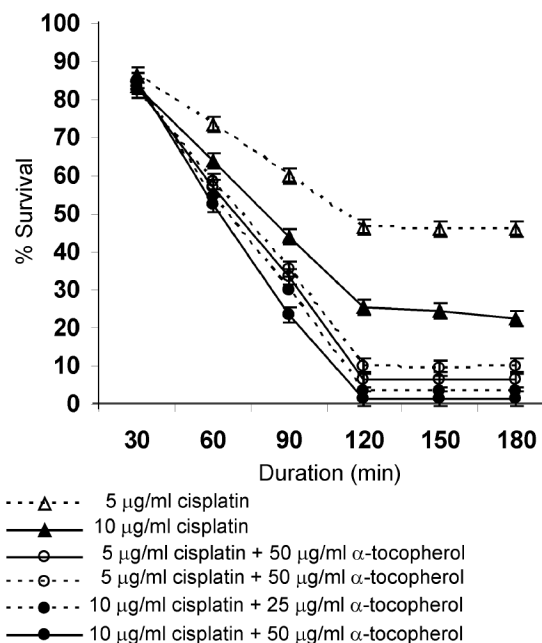 100
90
80
70
60
50
40
30
20
10
0
% Survival
30 60 90 120 150 180
Duration (min)
5 μg/ml cisplatin
10 μg/ml cisplatin
5 μg/ml cisplatin + 50 μg/ml α-tocopherol
5 μg/ml cisplatin + 50 μg/ml α-tocopherol
10 μg/ml cisplatin + 25 μg/ml α-tocopherol
10 μg/ml cisplatin + 50 μg/ml α-tocopherol